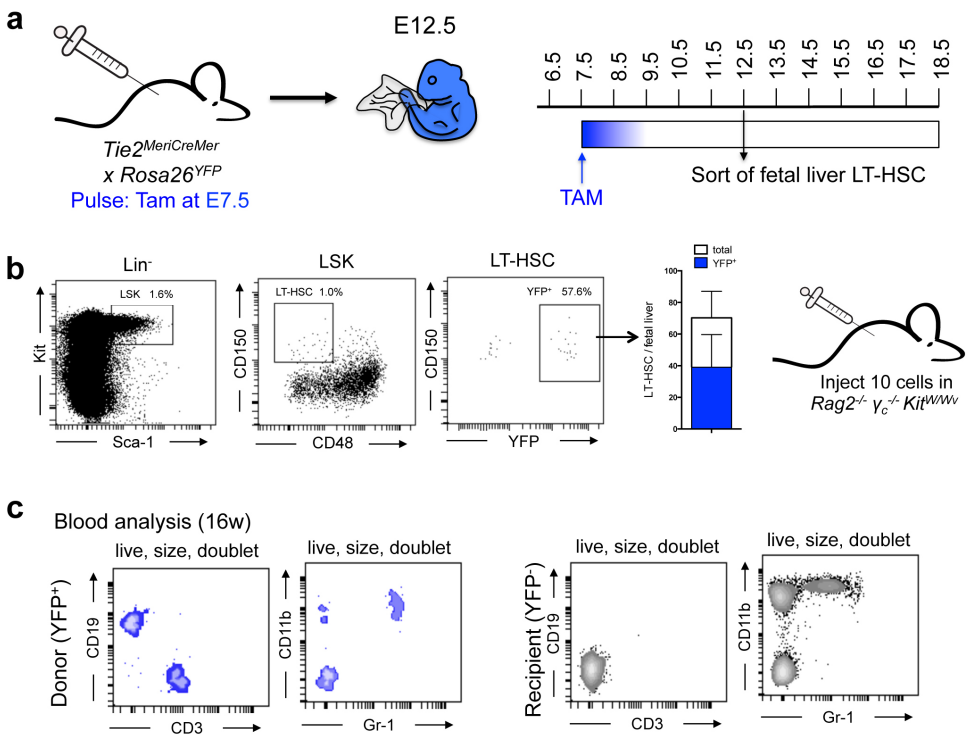 a
E12.5
Tie2MeriCreMer
x Rosa26YFP
Pulse: Tam at E7.5
6.5
7.5
8.5
9.5
10.5
11.5
12.5
13.5
14.5
15.5
16.5
17.5
18.5
TAM
Sort of fetal liver LT-HSC
b
Lin-
LSK 1.6%
Kit
Sca-1
LSK
LT-HSC 1.0%
CD150
CD48
LT-HSC
YFP+ 57.6%
CD150
YFP
total
YFP+
100
80
60
40
20
0
LT-HSC / fetal liver
Inject 10 cells in
Rag2-/- γc-/- KitW/Wv
c
Blood analysis (16w)
live, size, doublet
Donor (YFP+)
CD19
CD3
live, size, doublet
CD11b
Gr-1
live, size, doublet
Recipient (YFP-)
CD19
CD3
live, size, doublet
CD11b
Gr-1